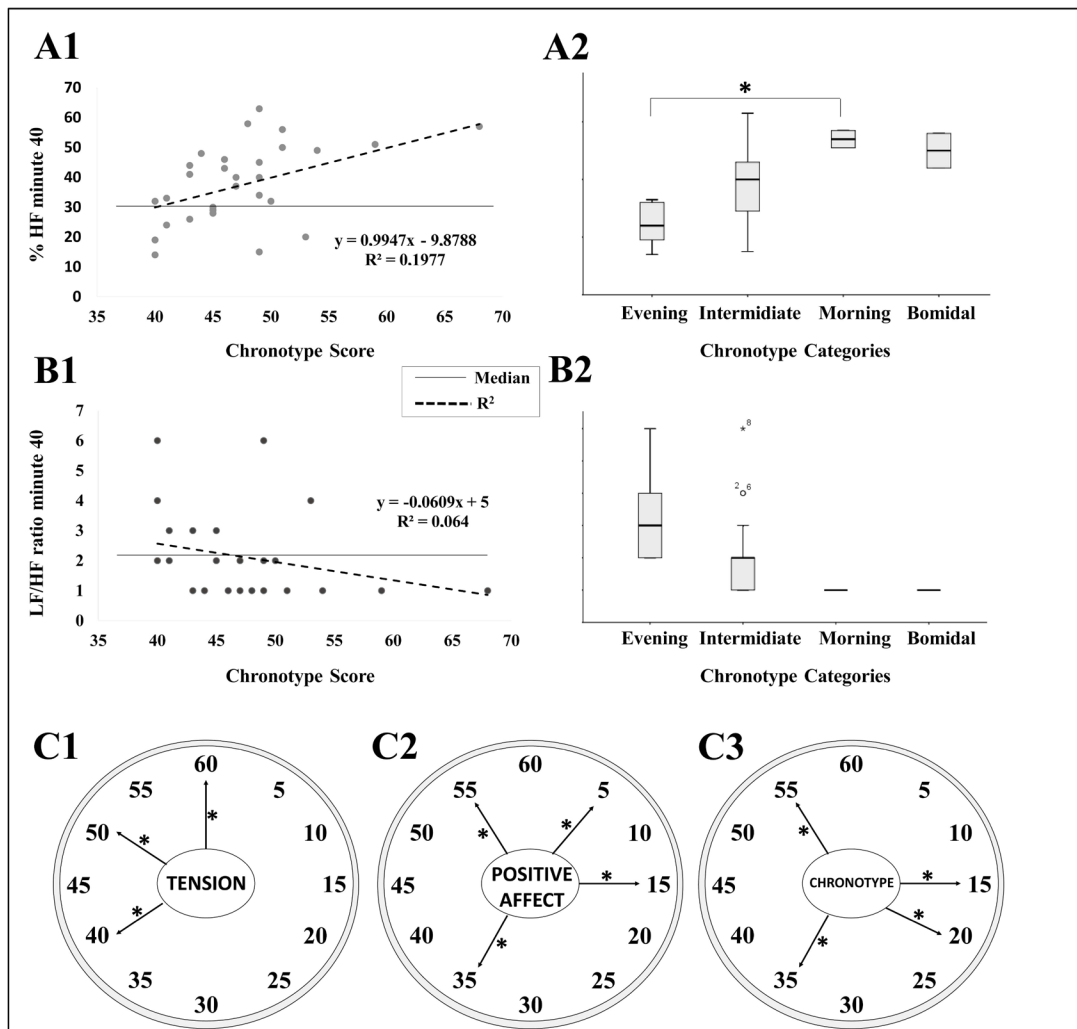 A1
% HF minute 40
70
60
50
40
30
20
10
0
35 40 45 50 55 60 65 70
y = 0.9947x - 9.8788
R² = 0.1977
Chronotype Score
A2
*
Evening Intermidiate Morning Bomidal
Chronotype Categories
B1
Median
R²
LF/HF ratio minute 40
7
6
5
4
3
2
1
0
35 40 45 50 55 60 65 70
y = -0.0609x + 5
R² = 0.064
Chronotype Score
B2
* 8
2 6
Evening Intermidiate Morning Bomidal
Chronotype Categories
C1
60
55 5
50 * * 10
45 TENSION 15
40 * 20
35 25
30
C2
60
55 5
50 * * 10
45 POSITIVE * 15
AFFECT
40 * 20
35 25
30
C3
60
55 5
50 * 10
45 CHRONOTYPE * 15
40 * * 20
35 25
30